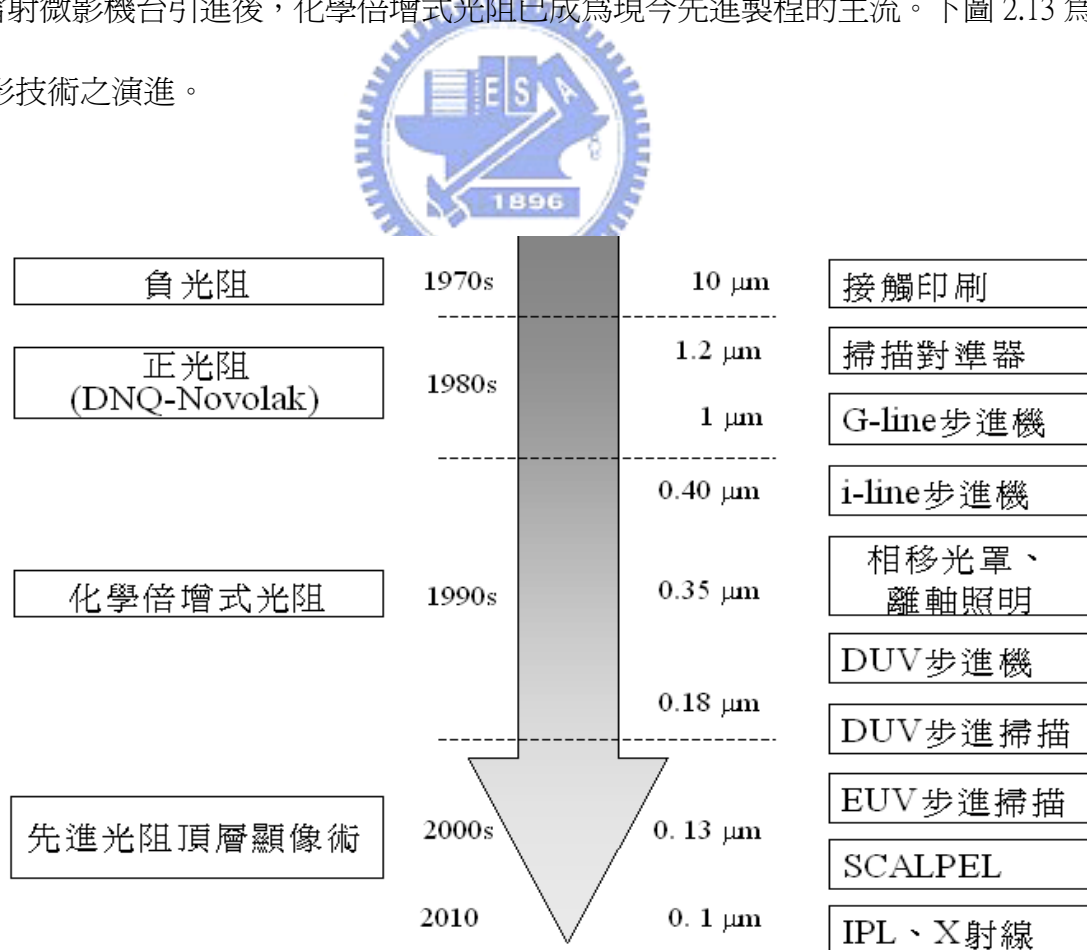 雷射微影機台引進後，化學倍增式光阻已成為現今先進製程的主流。下圖 2.13 為
影技術之演進。
ESA
1896
負光阻
1970s
10 μm
接觸印刷
正光阻
(DNQ-Novolak)
1980s
1.2 μm
掃描對準器
1 μm
G-line步進機
0.40 μm
i-line步進機
化學倍增式光阻
1990s
0.35 μm
相移光罩、
離軸照明
DUV步進機
0.18 μm
DUV步進掃描
先進光阻頂層顯像術
2000s
0. 13 μm
EUV步進掃描
SCALPEL
2010
0. 1 μm
IPL、X射線